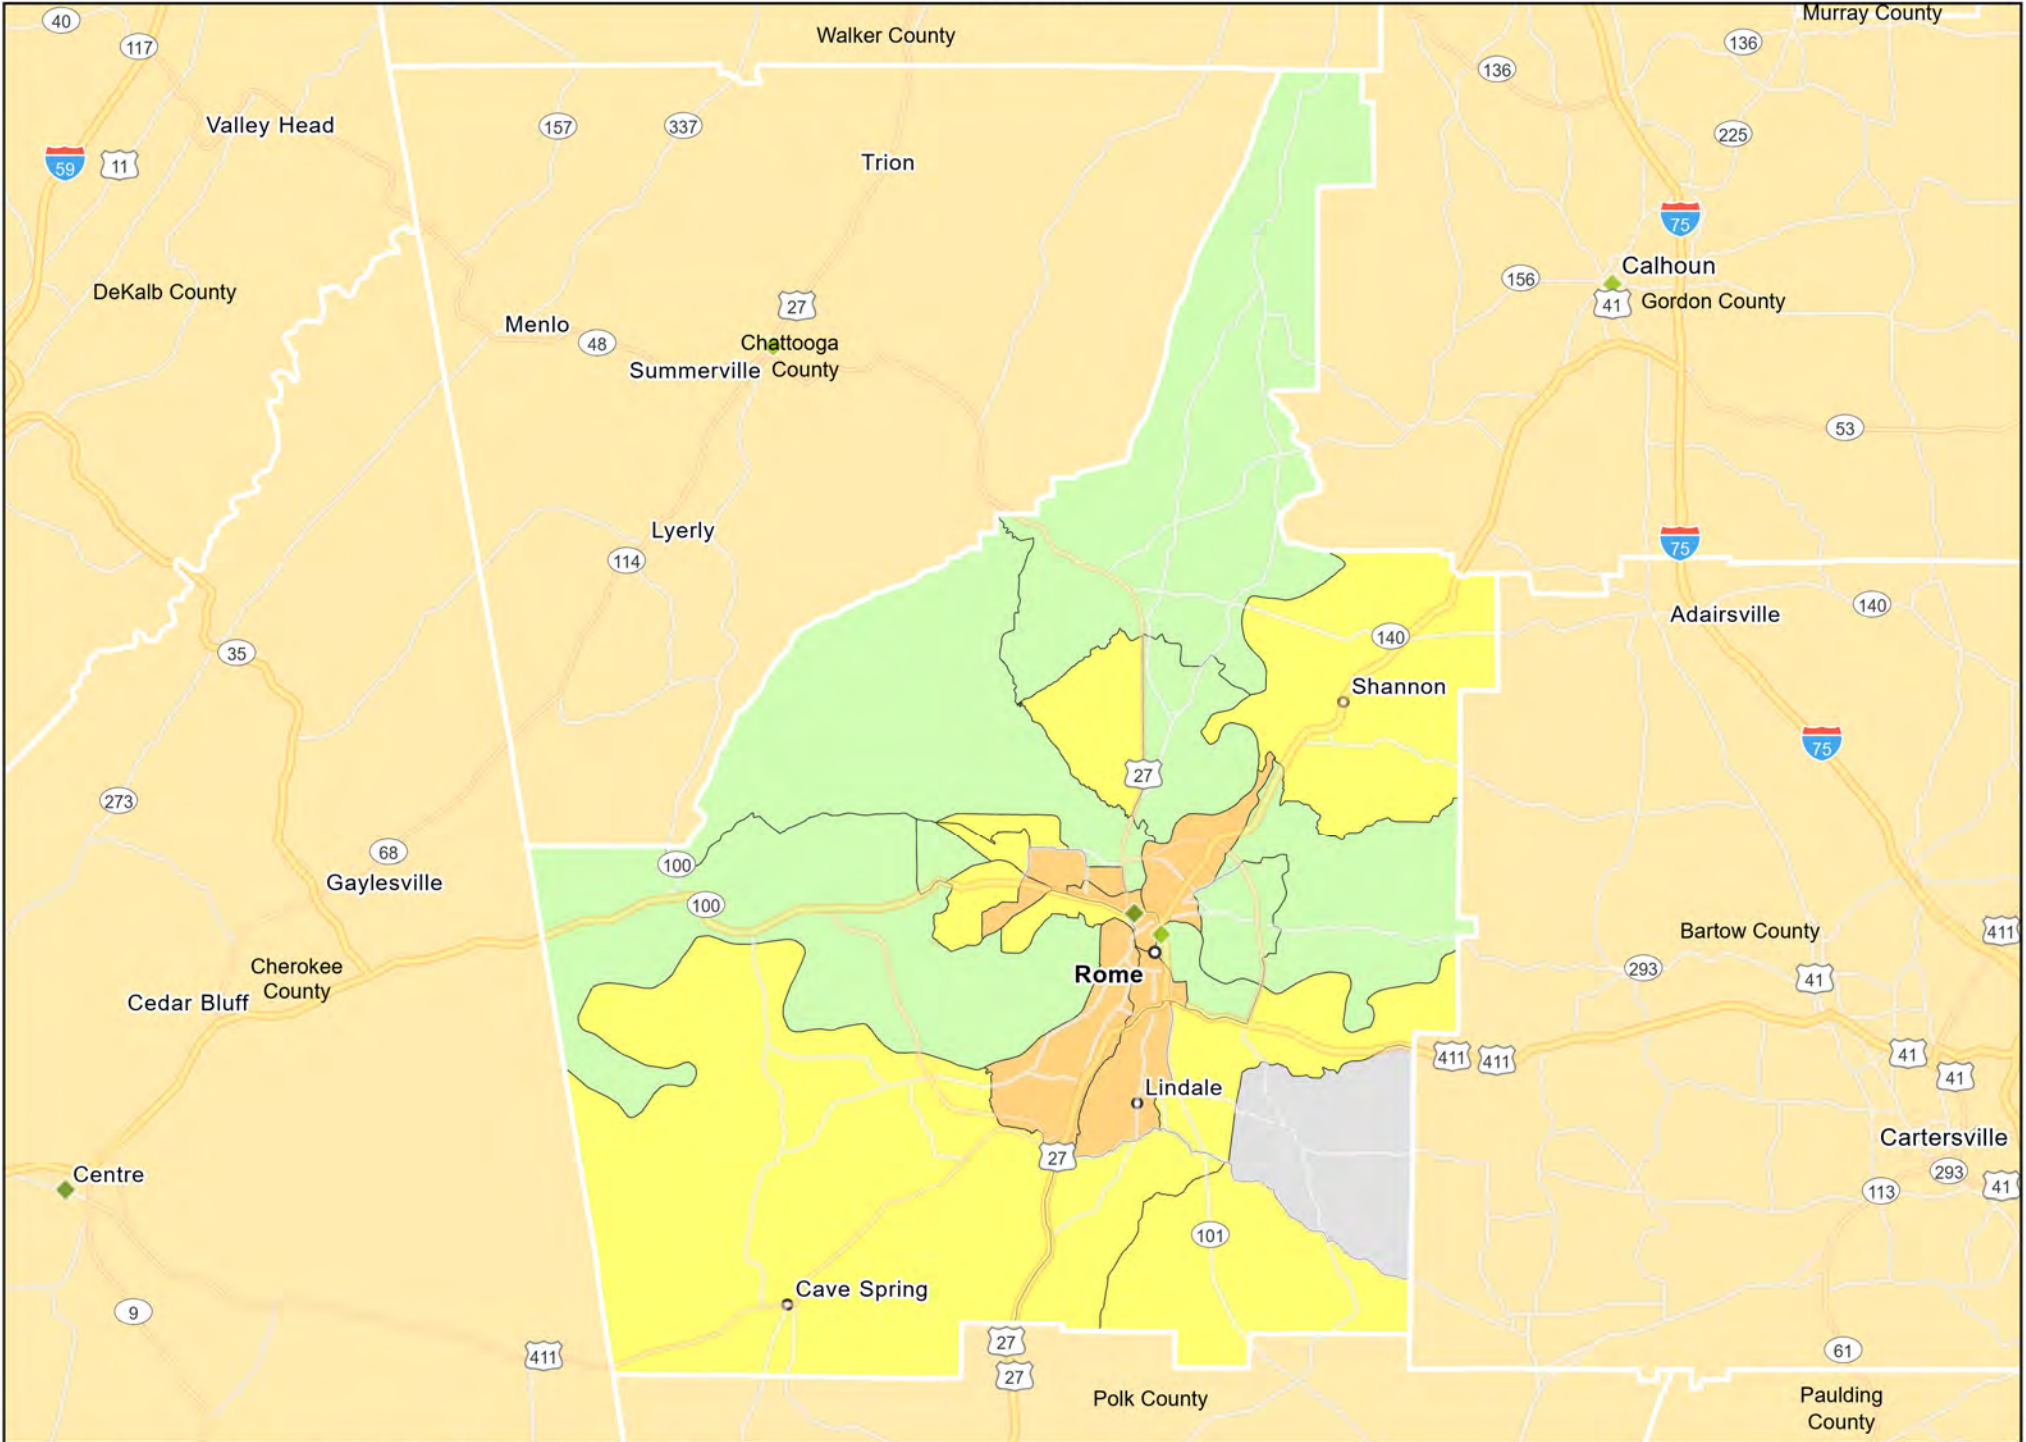 Murray County
40
Walker County
117
136
136
Valley Head
157
337
225
59
11
Trion
75
Calhoun
156
DeKalb County
27
41
Gordon County
Menlo
48
Chattooga
County
Summerville
53
Lyerly
75
114
140
Adairsville
140
35
Shannon
75
27
273
68
100
Gaylesville
100
Bartow County
411
Cherokee
County
293
Rome
41
Cedar Bluff
411
411
41
41
Lindale
Cartersville
27
Centre
293
113
41
101
Cave Spring
9
27
411
61
27
Polk County
Paulding
County